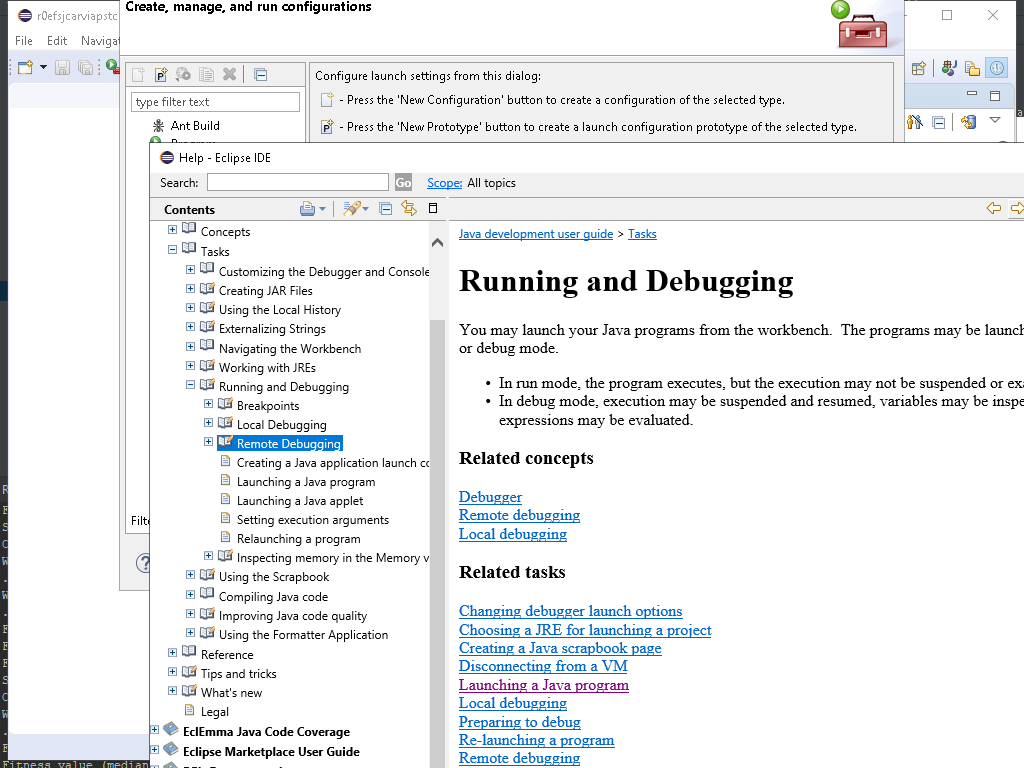 Create, manage, and run configurations
r0efsjcarviapstc
File Edit Navigat
Configure launch settings from this dialog:
- Press the 'New Configuration' button to create a configuration of the selected type.
- Press the 'New Prototype' button to create a launch configuration prototype of the selected type.
type filter text
Ant Build
Help - Eclipse IDE
Search: Go Scope: All topics
Contents
Concepts
Tasks
Customizing the Debugger and Console
Creating JAR Files
Using the Local History
Externalizing Strings
Navigating the Workbench
Working with JREs
Running and Debugging
Breakpoints
Local Debugging
Remote Debugging
Creating a Java application launch co
Launching a Java program
Launching a Java applet
Setting execution arguments
Relaunching a program
Inspecting memory in the Memory v
Using the Scrapbook
Compiling Java code
Improving Java code quality
Using the Formatter Application
Reference
Tips and tricks
What's new
Legal
EclEmma Java Code Coverage
Eclipse Marketplace User Guide
Filte
Java development user guide > Tasks
Running and Debugging
You may launch your Java programs from the workbench. The programs may be launch
or debug mode.
• In run mode, the program executes, but the execution may not be suspended or exa
• In debug mode, execution may be suspended and resumed, variables may be inspe
expressions may be evaluated.
Related concepts
Debugger
Remote debugging
Local debugging
Related tasks
Changing debugger launch options
Choosing a JRE for launching a project
Creating a Java scrapbook page
Disconnecting from a VM
Launching a Java program
Local debugging
Preparing to debug
Re-launching a program
Remote debugging
Fitness value (median